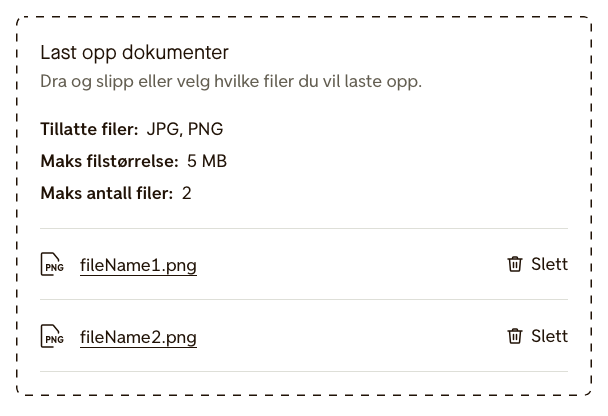 Last opp dokumenter
Dra og slipp eller velg hvilke filer du vil laste opp.
Tillatte filer: JPG, PNG
Maks filstørrelse: 5 MB
Maks antall filer: 2
PNG fileName1.png Slett
PNG fileName2.png Slett